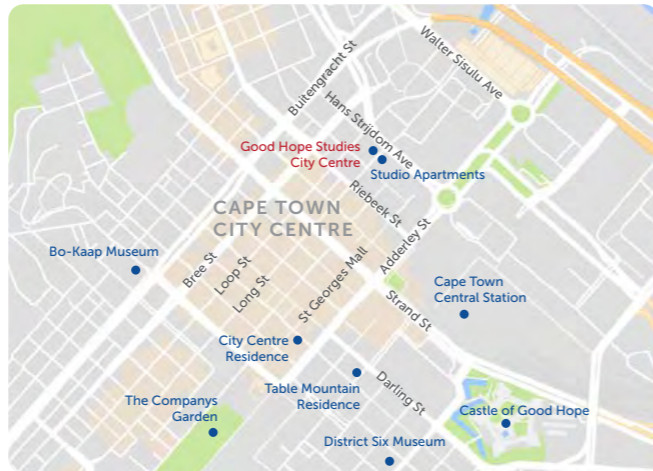 Walter Sisulu Ave
Buitengracht St
Hans Strijdom Ave
Good Hope Studies
City Centre
Studio Apartments
Riebeek St
CAPE TOWN
CITY CENTRE
Adderley St
Bo-Kaap Museum
Bree St
Loop St
Long St
St Georges Mall
Cape Town
Central Station
Strand St
City Centre
Residence
Table Mountain
Residence
Darling St
The Companys
Garden
Castle of Good Hope
District Six Museum